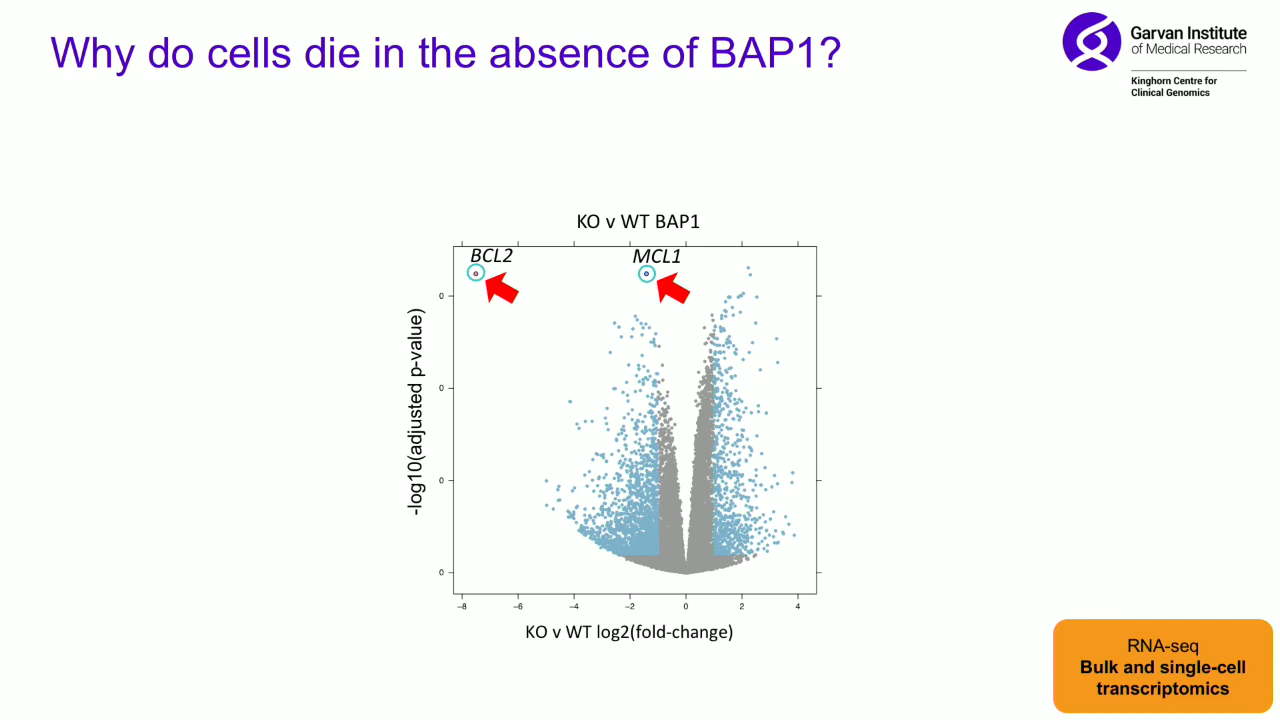 Why do cells die in the absence of BAP1?
Garvan Institute
of Medical Research
Kinghorn Centre for
Clinical Genomics
KO v WT BAP1
BCL2
MCL1
-log10(adjusted p-value)
0
0
0
0
-8
-6
-4
-2
0
2
4
KO v WT log2(fold-change)
RNA-seq
Bulk and single-cell
transcriptomics